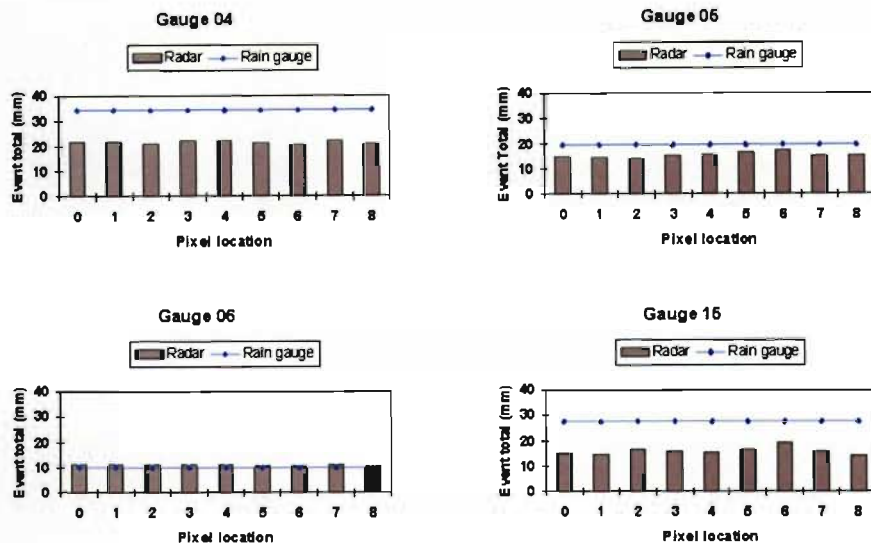 Gauge 04
Radar Rain gauge
Event total (mm)
40
30
20
10
0
0 1 2 3 4 5 6 7 8
Pixel location
Gauge 05
Radar Rain gauge
Event Total (mm)
40
30
20
10
0
0 1 2 3 4 5 6 7 8
Pixel location
Gauge 06
Radar Rain gauge
Event total (mm)
40
30
20
10
0
0 1 2 3 4 5 6 7 8
Pixel location
Gauge 15
Radar Rain gauge
Event total (mm)
40
30
20
10
0
0 1 2 3 4 5 6 7 8
Pixel location